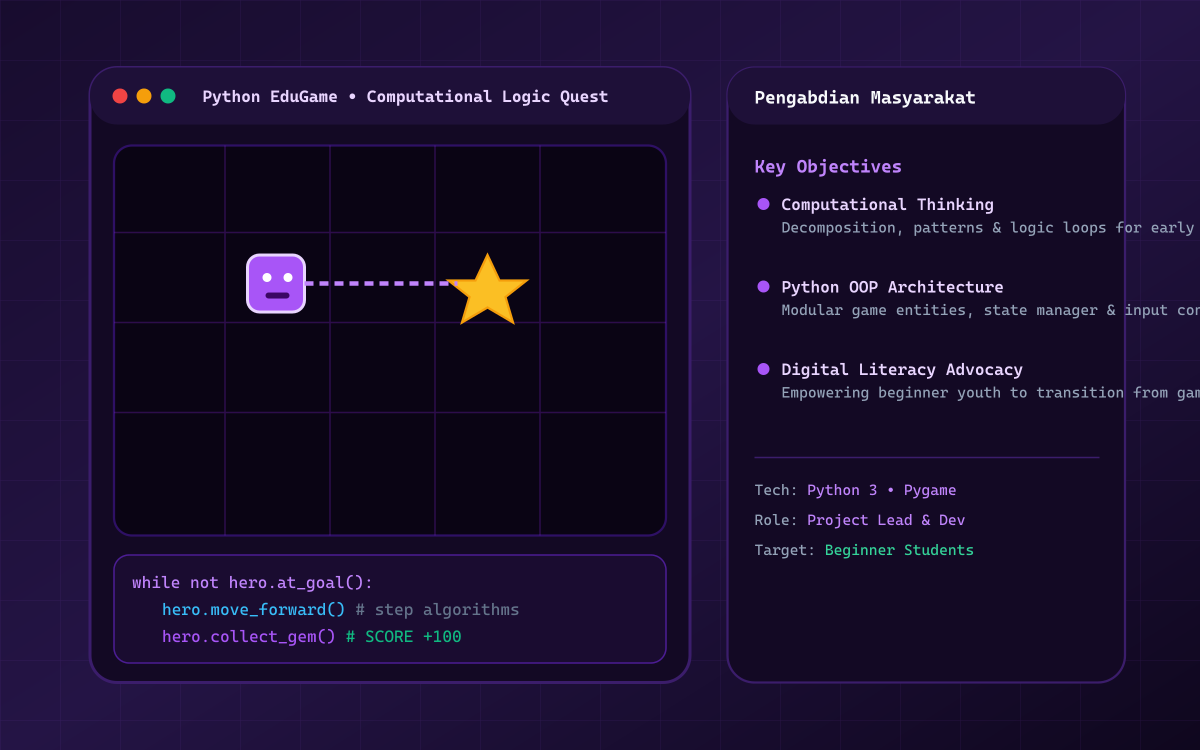 Python EduGame • Computational Logic Quest
while not hero.at_goal():
hero.move_forward() # step algorithms
hero.collect_gem() # SCORE +100
Pengabdian Masyarakat
Key Objectives
Computational Thinking
Decomposition, patterns & logic loops for early
Python OOP Architecture
Modular game entities, state manager & input
Digital Literacy Advocacy
Empowering beginner youth to transition from
Tech: Python 3 • Pygame
Role: Project Lead & Dev
Target: Beginner Students